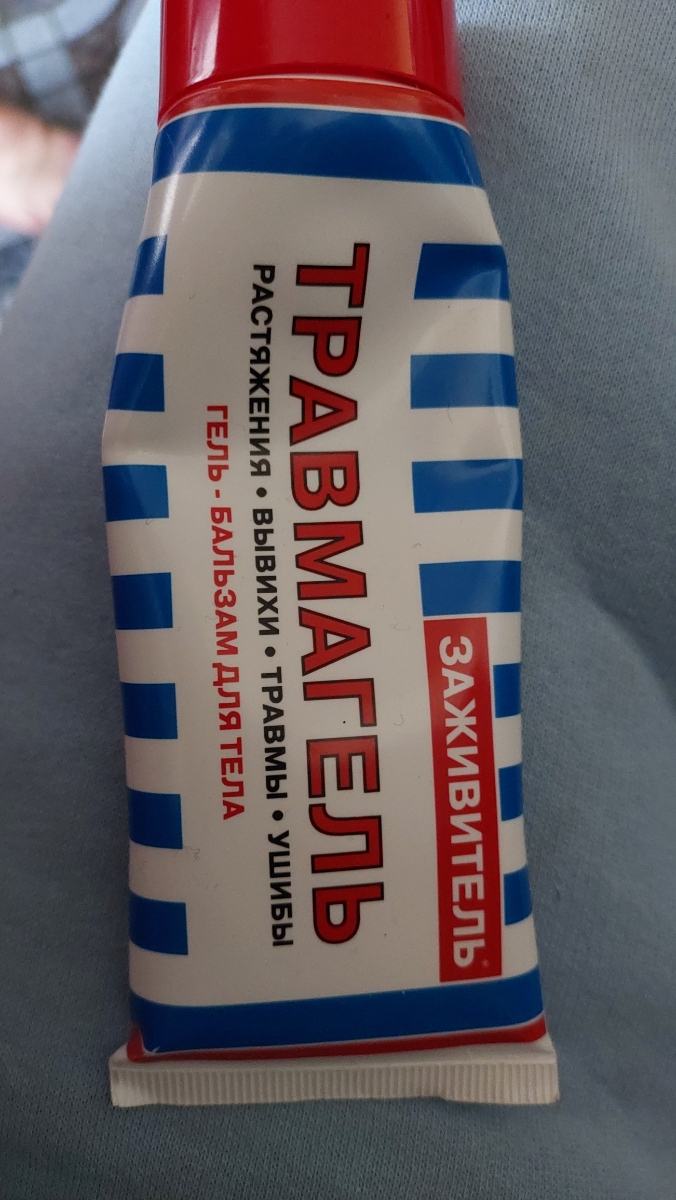 ЗАЖИВИТЕЛЬ®
ТРАВМАГЕЛЬ
РАСТЯЖЕНИЯ • ВЫВИХИ • ТРАВМЫ • УШИБЫ
ГЕЛЬ - БАЛЬЗАМ ДЛЯ ТЕЛА